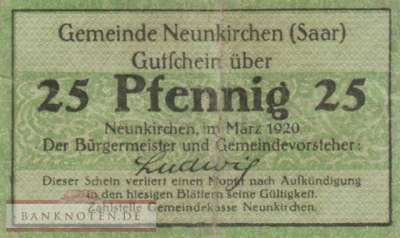 Gemeinde Neunkirchen (Saar)
Gutschein über
25 Pfennig 25
Neunkirchen, im März 1920
Der Bürgermeister und Gemeindevorsteher:
Ludwig
Dieser Schein verliert einen Monat nach Aufkündigung
in den hiesigen Blättern seine Gültigkeit.
Zahlstelle Gemeindekasse Neunkirchen.
BANKNOTEN.DE